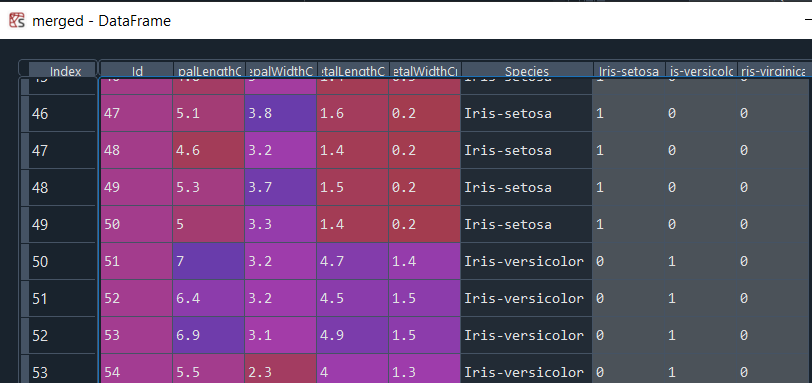 merged - DataFrame
Index Id palLengthC epalWidthC etalLengthC etalWidthC Species Iris-setosa is-versicolo ris-virginica
46 47 5.1 3.8 1.6 0.2 Iris-setosa 1 0 0
47 48 4.6 3.2 1.4 0.2 Iris-setosa 1 0 0
48 49 5.3 3.7 1.5 0.2 Iris-setosa 1 0 0
49 50 5 3.3 1.4 0.2 Iris-setosa 1 0 0
50 51 7 3.2 4.7 1.4 Iris-versicolor 0 1 0
51 52 6.4 3.2 4.5 1.5 Iris-versicolor 0 1 0
52 53 6.9 3.1 4.9 1.5 Iris-versicolor 0 1 0
53 54 5.5 2.3 4 1.3 Iris-versicolor 0 1 0